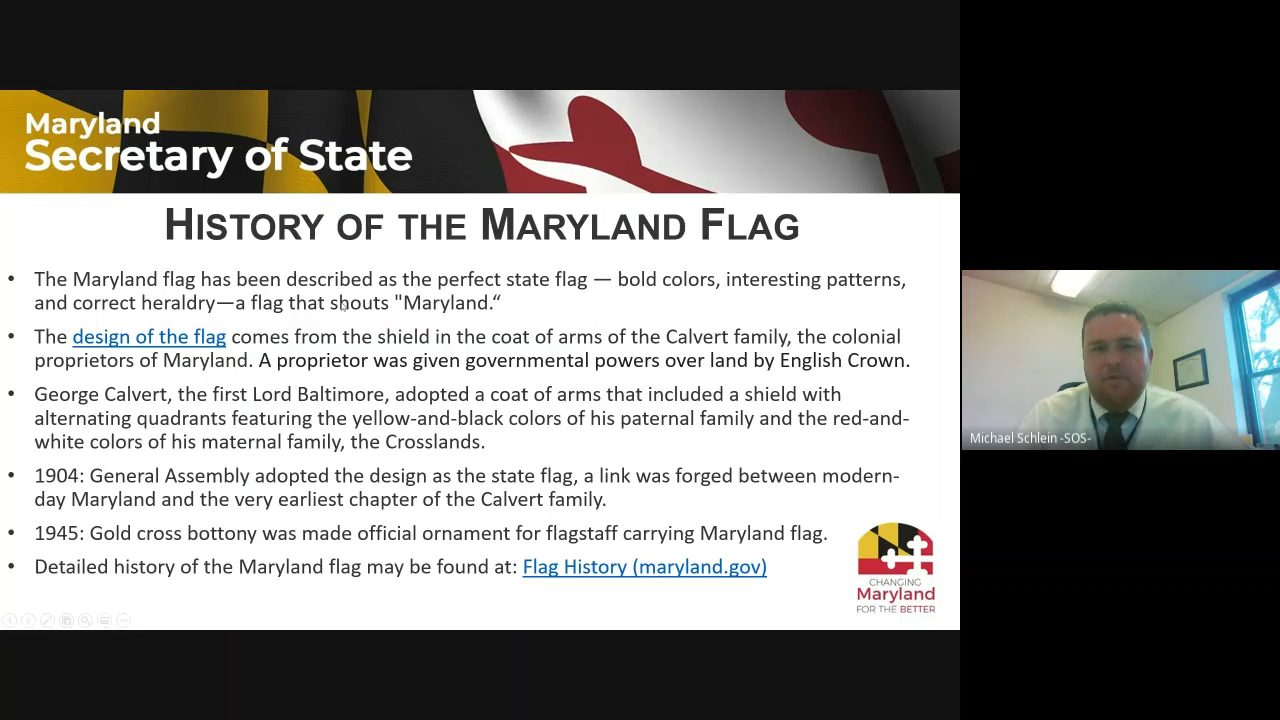 Maryland
Secretary of State
HISTORY OF THE MARYLAND FLAG
• The Maryland flag has been described as the perfect state flag — bold colors, interesting patterns,
and correct heraldry—a flag that shouts "Maryland.“
• The design of the flag comes from the shield in the coat of arms of the Calvert family, the colonial
proprietors of Maryland. A proprietor was given governmental powers over land by English Crown.
• George Calvert, the first Lord Baltimore, adopted a coat of arms that included a shield with
alternating quadrants featuring the yellow-and-black colors of his paternal family and the red-and-
white colors of his maternal family, the Crosslands.
• 1904: General Assembly adopted the design as the state flag, a link was forged between modern-
day Maryland and the very earliest chapter of the Calvert family.
• 1945: Gold cross bottony was made official ornament for flagstaff carrying Maryland flag.
• Detailed history of the Maryland flag may be found at: Flag History (maryland.gov)
CHANGING
Maryland
FOR THE BETTER
Michael Schlein -SOS-